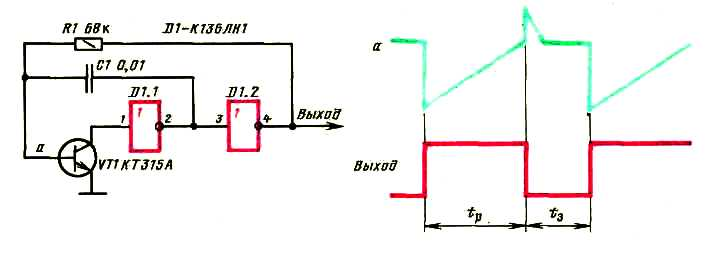 R1 68к
D1-К136ЛН1
C1 0,01
D1.1
D1.2
1
1
1
2
3
4
Выход
а
VT1 КТ315А
а
Выход
tр
tз